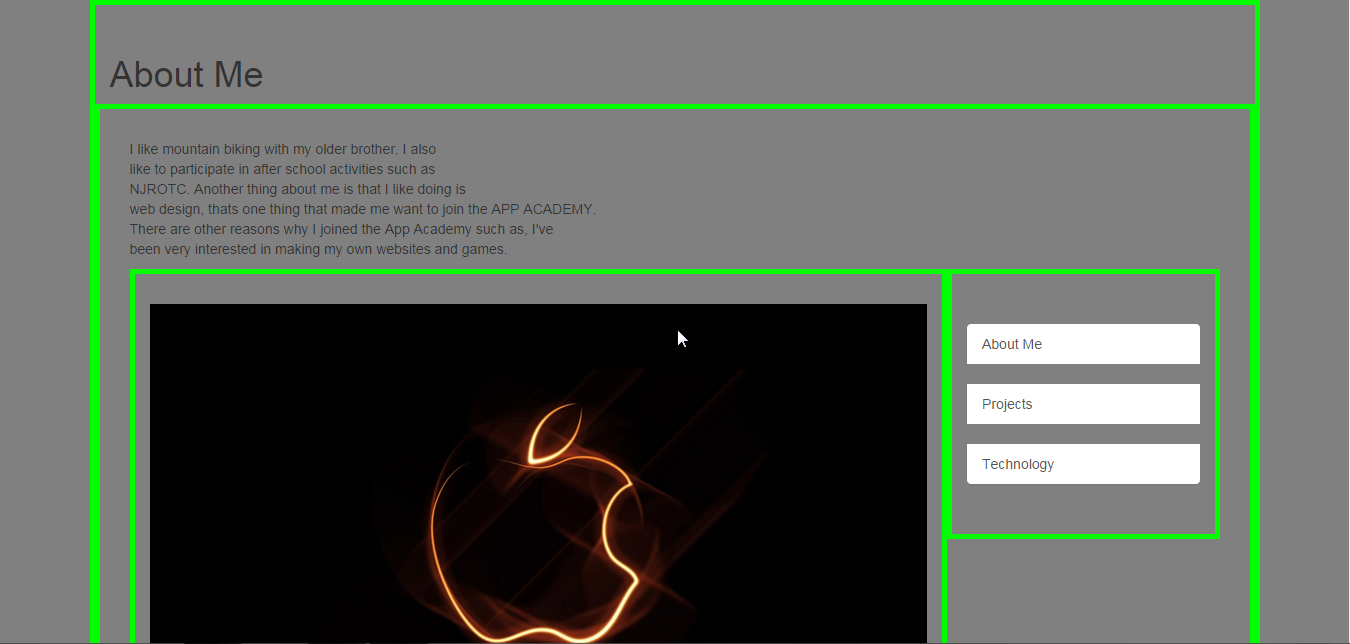 About Me
I like mountain biking with my older brother. I also
like to participate in after school activities such as
NJROTC. Another thing about me is that I like doing is
web design, thats one thing that made me want to join the APP ACADEMY.
There are other reasons why I joined the App Academy such as, I've
been very interested in making my own websites and games.
About Me
Projects
Technology